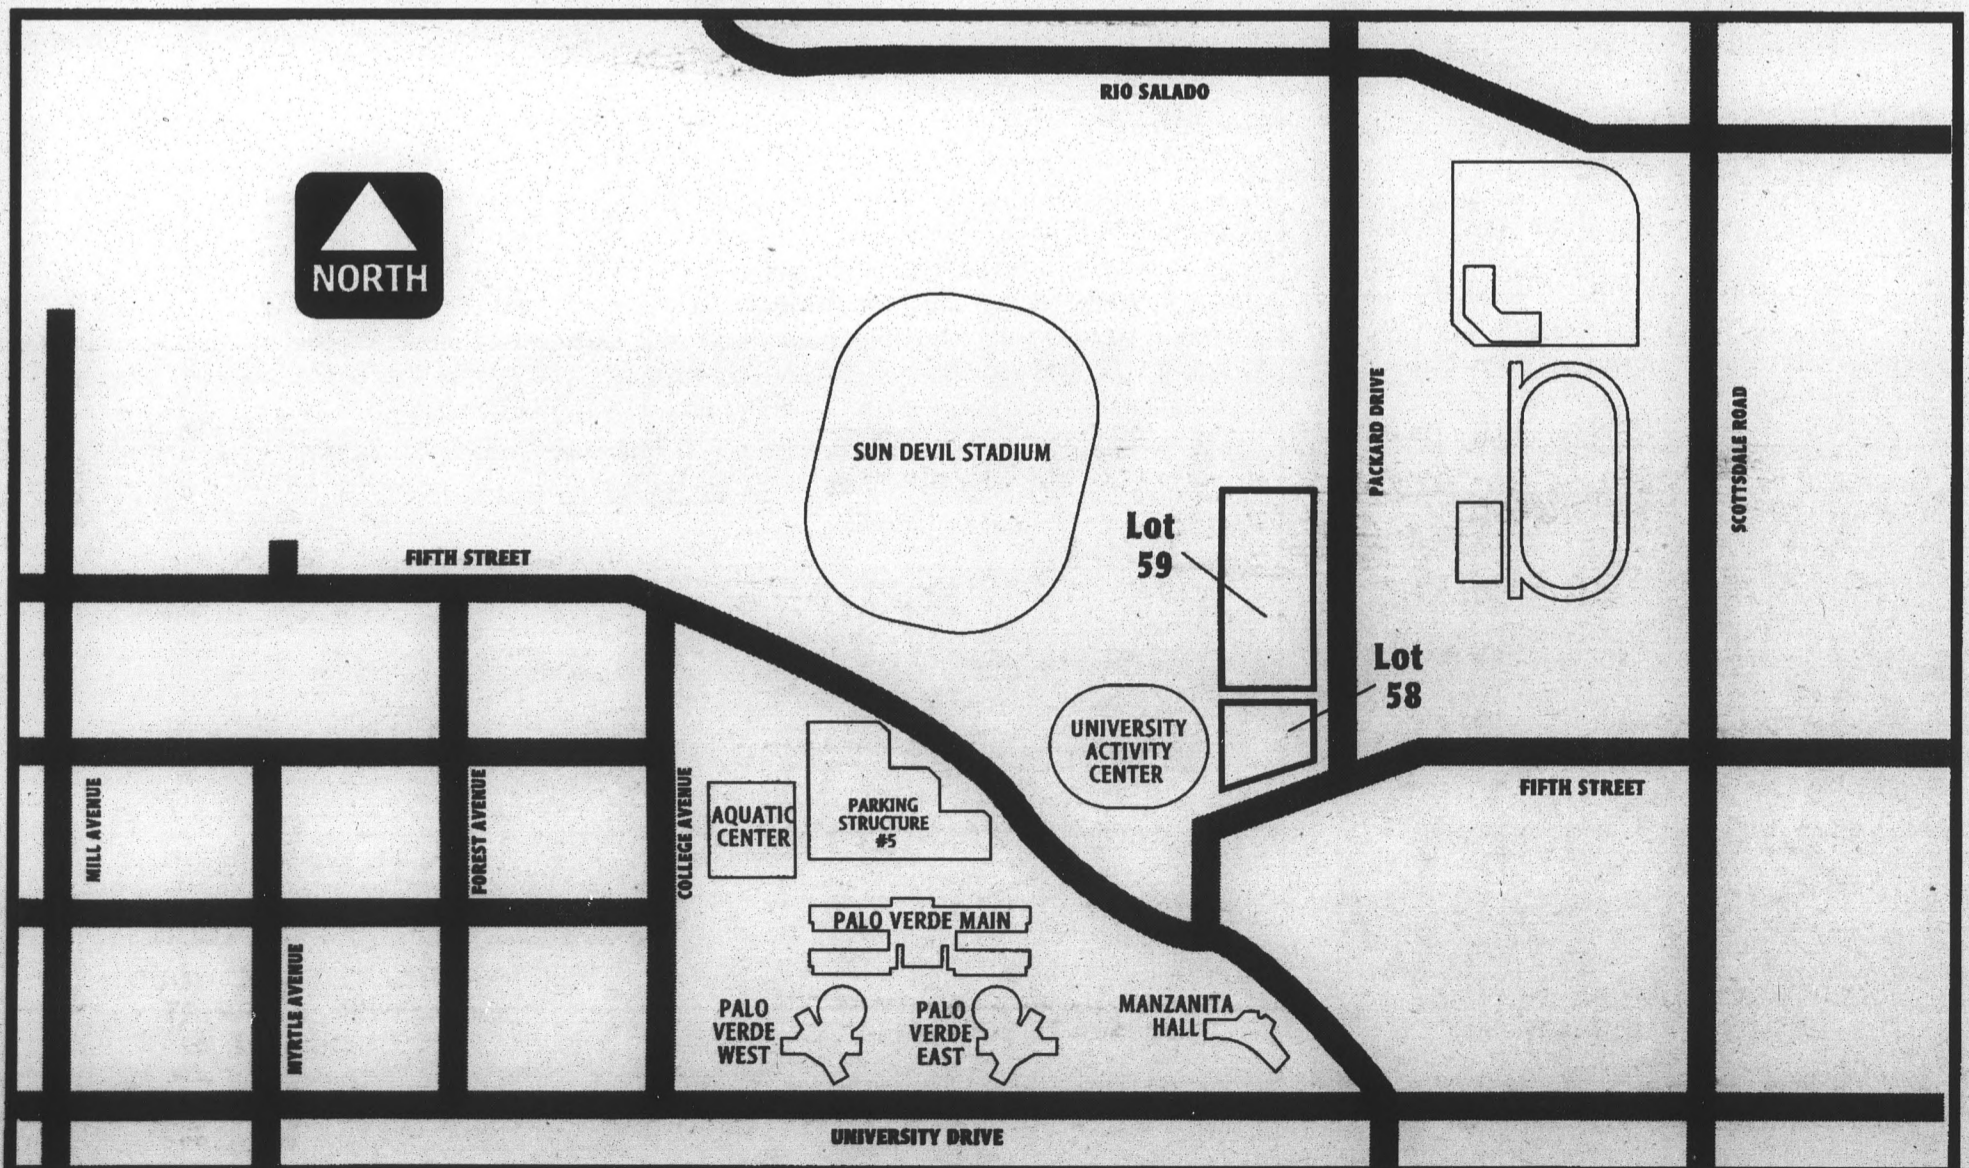 RIO SALADO
NORTH
PACKARD DRIVE
SCOTTSDALE ROAD
SUN DEVIL STADIUM
Lot
59
FIFTH STREET
Lot
58
UNIVERSITY
ACTIVITY
CENTER
FIFTH STREET
MILL AVENUE
FOREST AVENUE
COLLEGE AVENUE
AQUATIC
CENTER
PARKING
STRUCTURE
#5
PALO VERDE MAIN
MYRTLE AVENUE
PALO
VERDE
WEST
PALO
VERDE
EAST
MANZANITA
HALL
UNIVERSITY DRIVE